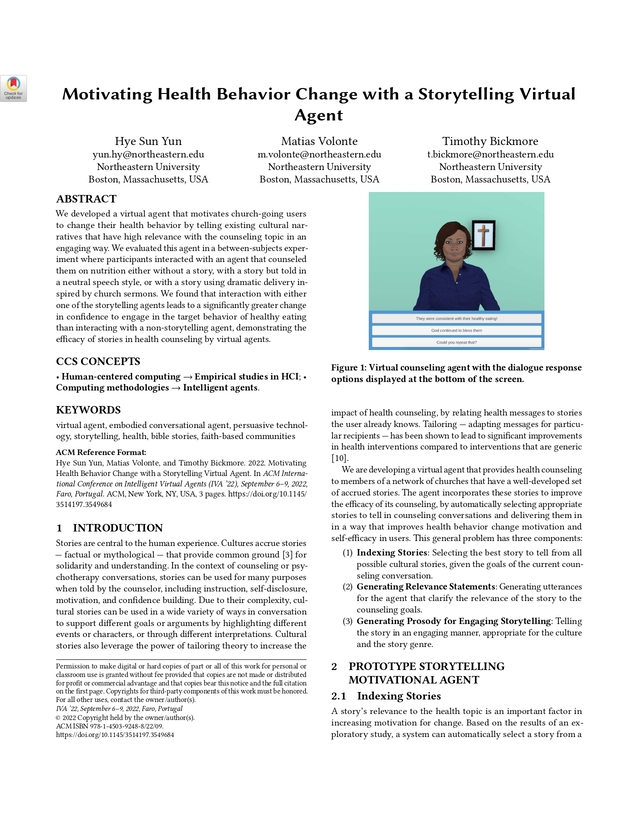 Check for
updates
Motivating Health Behavior Change with a Storytelling Virtual
Agent
Hye Sun Yun
yun.hy@northeastern.edu
Northeastern University
Boston, Massachusetts, USA
Matias Volonte
m.volonte@northeastern.edu
Northeastern University
Boston, Massachusetts, USA
Timothy Bickmore
t.bickmore@northeastern.edu
Northeastern University
Boston, Massachusetts, USA
ABSTRACT
We developed a virtual agent that motivates church-going users
to change their health behavior by telling existing cultural nar-
ratives that have high relevance with the counseling topic in an
engaging way. We evaluated this agent in a between-subjects exper-
iment where participants interacted with an agent that counseled
them on nutrition either without a story, with a story but told in
a neutral speech style, or with a story using dramatic delivery in-
spired by church sermons. We found that interaction with either
one of the storytelling agents leads to a significantly greater change
in confidence to engage in the target behavior of healthy eating
than interacting with a non-storytelling agent, demonstrating the
efficacy of stories in health counseling by virtual agents.
CCS CONCEPTS
• Human-centered computing → Empirical studies in HCI; •
Computing methodologies → Intelligent agents.
KEYWORDS
virtual agent, embodied conversational agent, persuasive technol-
ogy, storytelling, health, bible stories, faith-based communities
ACM Reference Format:
Hye Sun Yun, Matias Volonte, and Timothy Bickmore. 2022. Motivating
Health Behavior Change with a Storytelling Virtual Agent. In ACM Interna-
tional Conference on Intelligent Virtual Agents (IVA '22), September 6–9, 2022,
Faro, Portugal. ACM, New York, NY, USA, 3 pages. https://doi.org/10.1145/
3514197.3549684
1 INTRODUCTION
Stories are central to the human experience. Cultures accrue stories
— factual or mythological — that provide common ground [3] for
solidarity and understanding. In the context of counseling or psy-
chotherapy conversations, stories can be used for many purposes
when told by the counselor, including instruction, self-disclosure,
motivation, and confidence building. Due to their complexity, cul-
tural stories can be used in a wide variety of ways in conversation
to support different goals or arguments by highlighting different
events or characters, or through different interpretations. Cultural
stories also leverage the power of tailoring theory to increase the
Permission to make digital or hard copies of part or all of this work for personal or
classroom use is granted without fee provided that copies are not made or distributed
for profit or commercial advantage and that copies bear this notice and the full citation
on the first page. Copyrights for third-party components of this work must be honored.
For all other uses, contact the owner/author(s).
IVA '22, September 6–9, 2022, Faro, Portugal
© 2022 Copyright held by the owner/author(s).
ACM ISBN 978-1-4503-9248-8/22/09.
https://doi.org/10.1145/3514197.3549684
They were consistent with their healthy eating!
God continued to bless them
Could you repeat that?
Figure 1: Virtual counseling agent with the dialogue response
options displayed at the bottom of the screen.
impact of health counseling, by relating health messages to stories
the user already knows. Tailoring — adapting messages for particu-
lar recipients — has been shown to lead to significant improvements
in health interventions compared to interventions that are generic
[10].
We are developing a virtual agent that provides health counseling
to members of a network of churches that have a well-developed set
of accrued stories. The agent incorporates these stories to improve
the efficacy of its counseling, by automatically selecting appropriate
stories to tell in counseling conversations and delivering them in
in a way that improves health behavior change motivation and
self-efficacy in users. This general problem has three components:
(1) Indexing Stories: Selecting the best story to tell from all
possible cultural stories, given the goals of the current coun-
seling conversation.
(2) Generating Relevance Statements: Generating utterances
for the agent that clarify the relevance of the story to the
counseling goals.
(3) Generating Prosody for Engaging Storytelling: Telling
the story in an engaging manner, appropriate for the culture
and the story genre.
2 PROTOTYPE STORYTELLING
MOTIVATIONAL AGENT
2.1 Indexing Stories
A story's relevance to the health topic is an important factor in
increasing motivation for change. Based on the results of an ex-
ploratory study, a system can automatically select a story from a